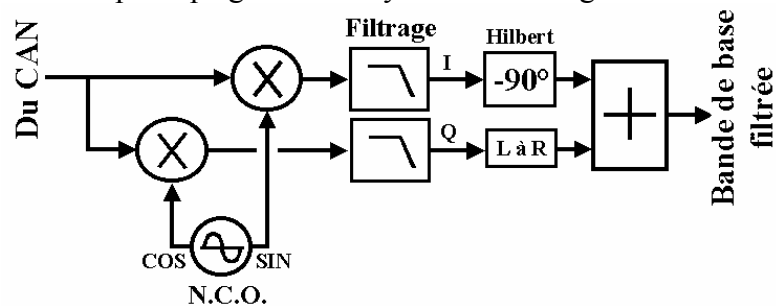 Filtrage
Hilbert
Du CAN
X
I
-90°
+
X
Q
L à R
COS
SIN
N.C.O.
Bande de base
filtrée